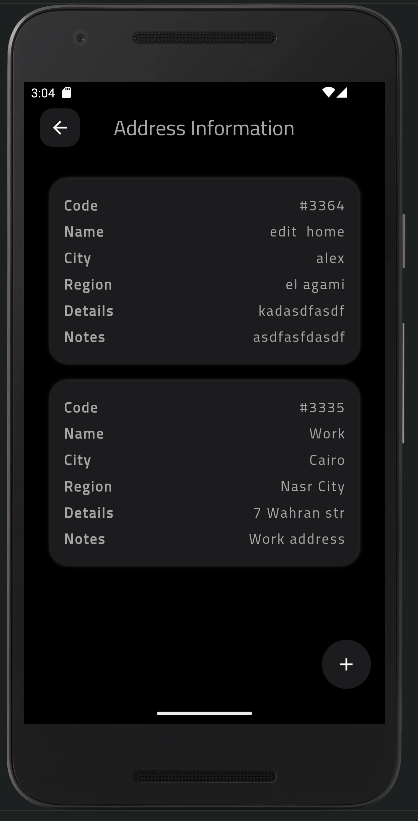 3:04
Address Information
Code #3364
Name edit  home
City alex
Region el agami
Details kadasdfasdf
Notes asdfasfdasdf
Code #3335
Name Work
City Cairo
Region Nasr City
Details 7 Wahran str
Notes Work address
+